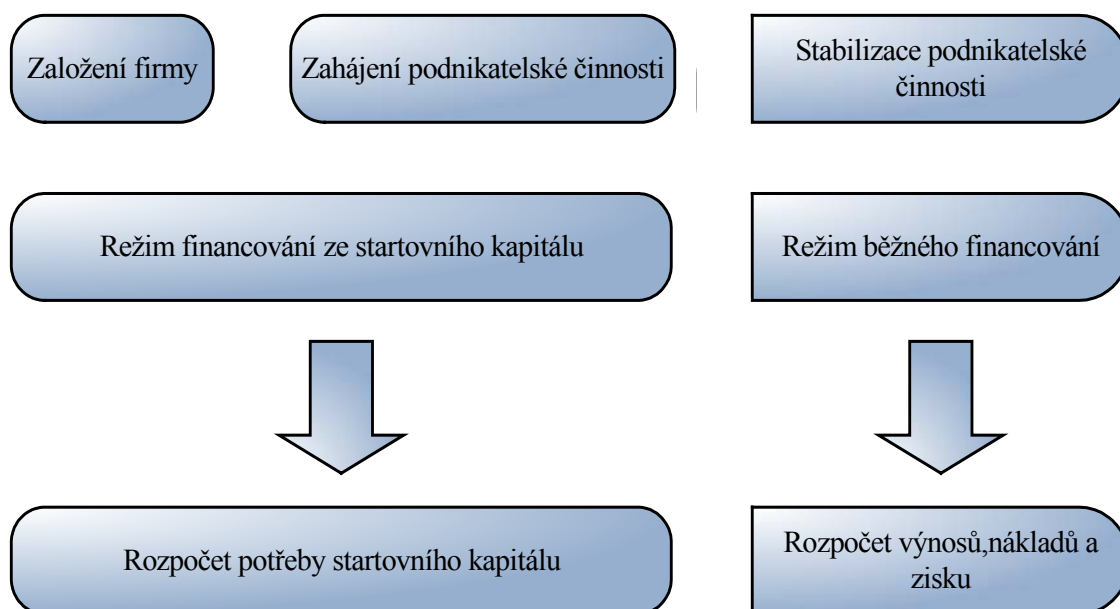 Založení firmy
Zahájení podnikatelské činnosti
Stabilizace podnikatelské
činnosti
Režim financování ze startovního kapitálu
Režim běžného financování
Rozpočet potřeby startovního kapitálu
Rozpočet výnosů,nákladů a
zisku